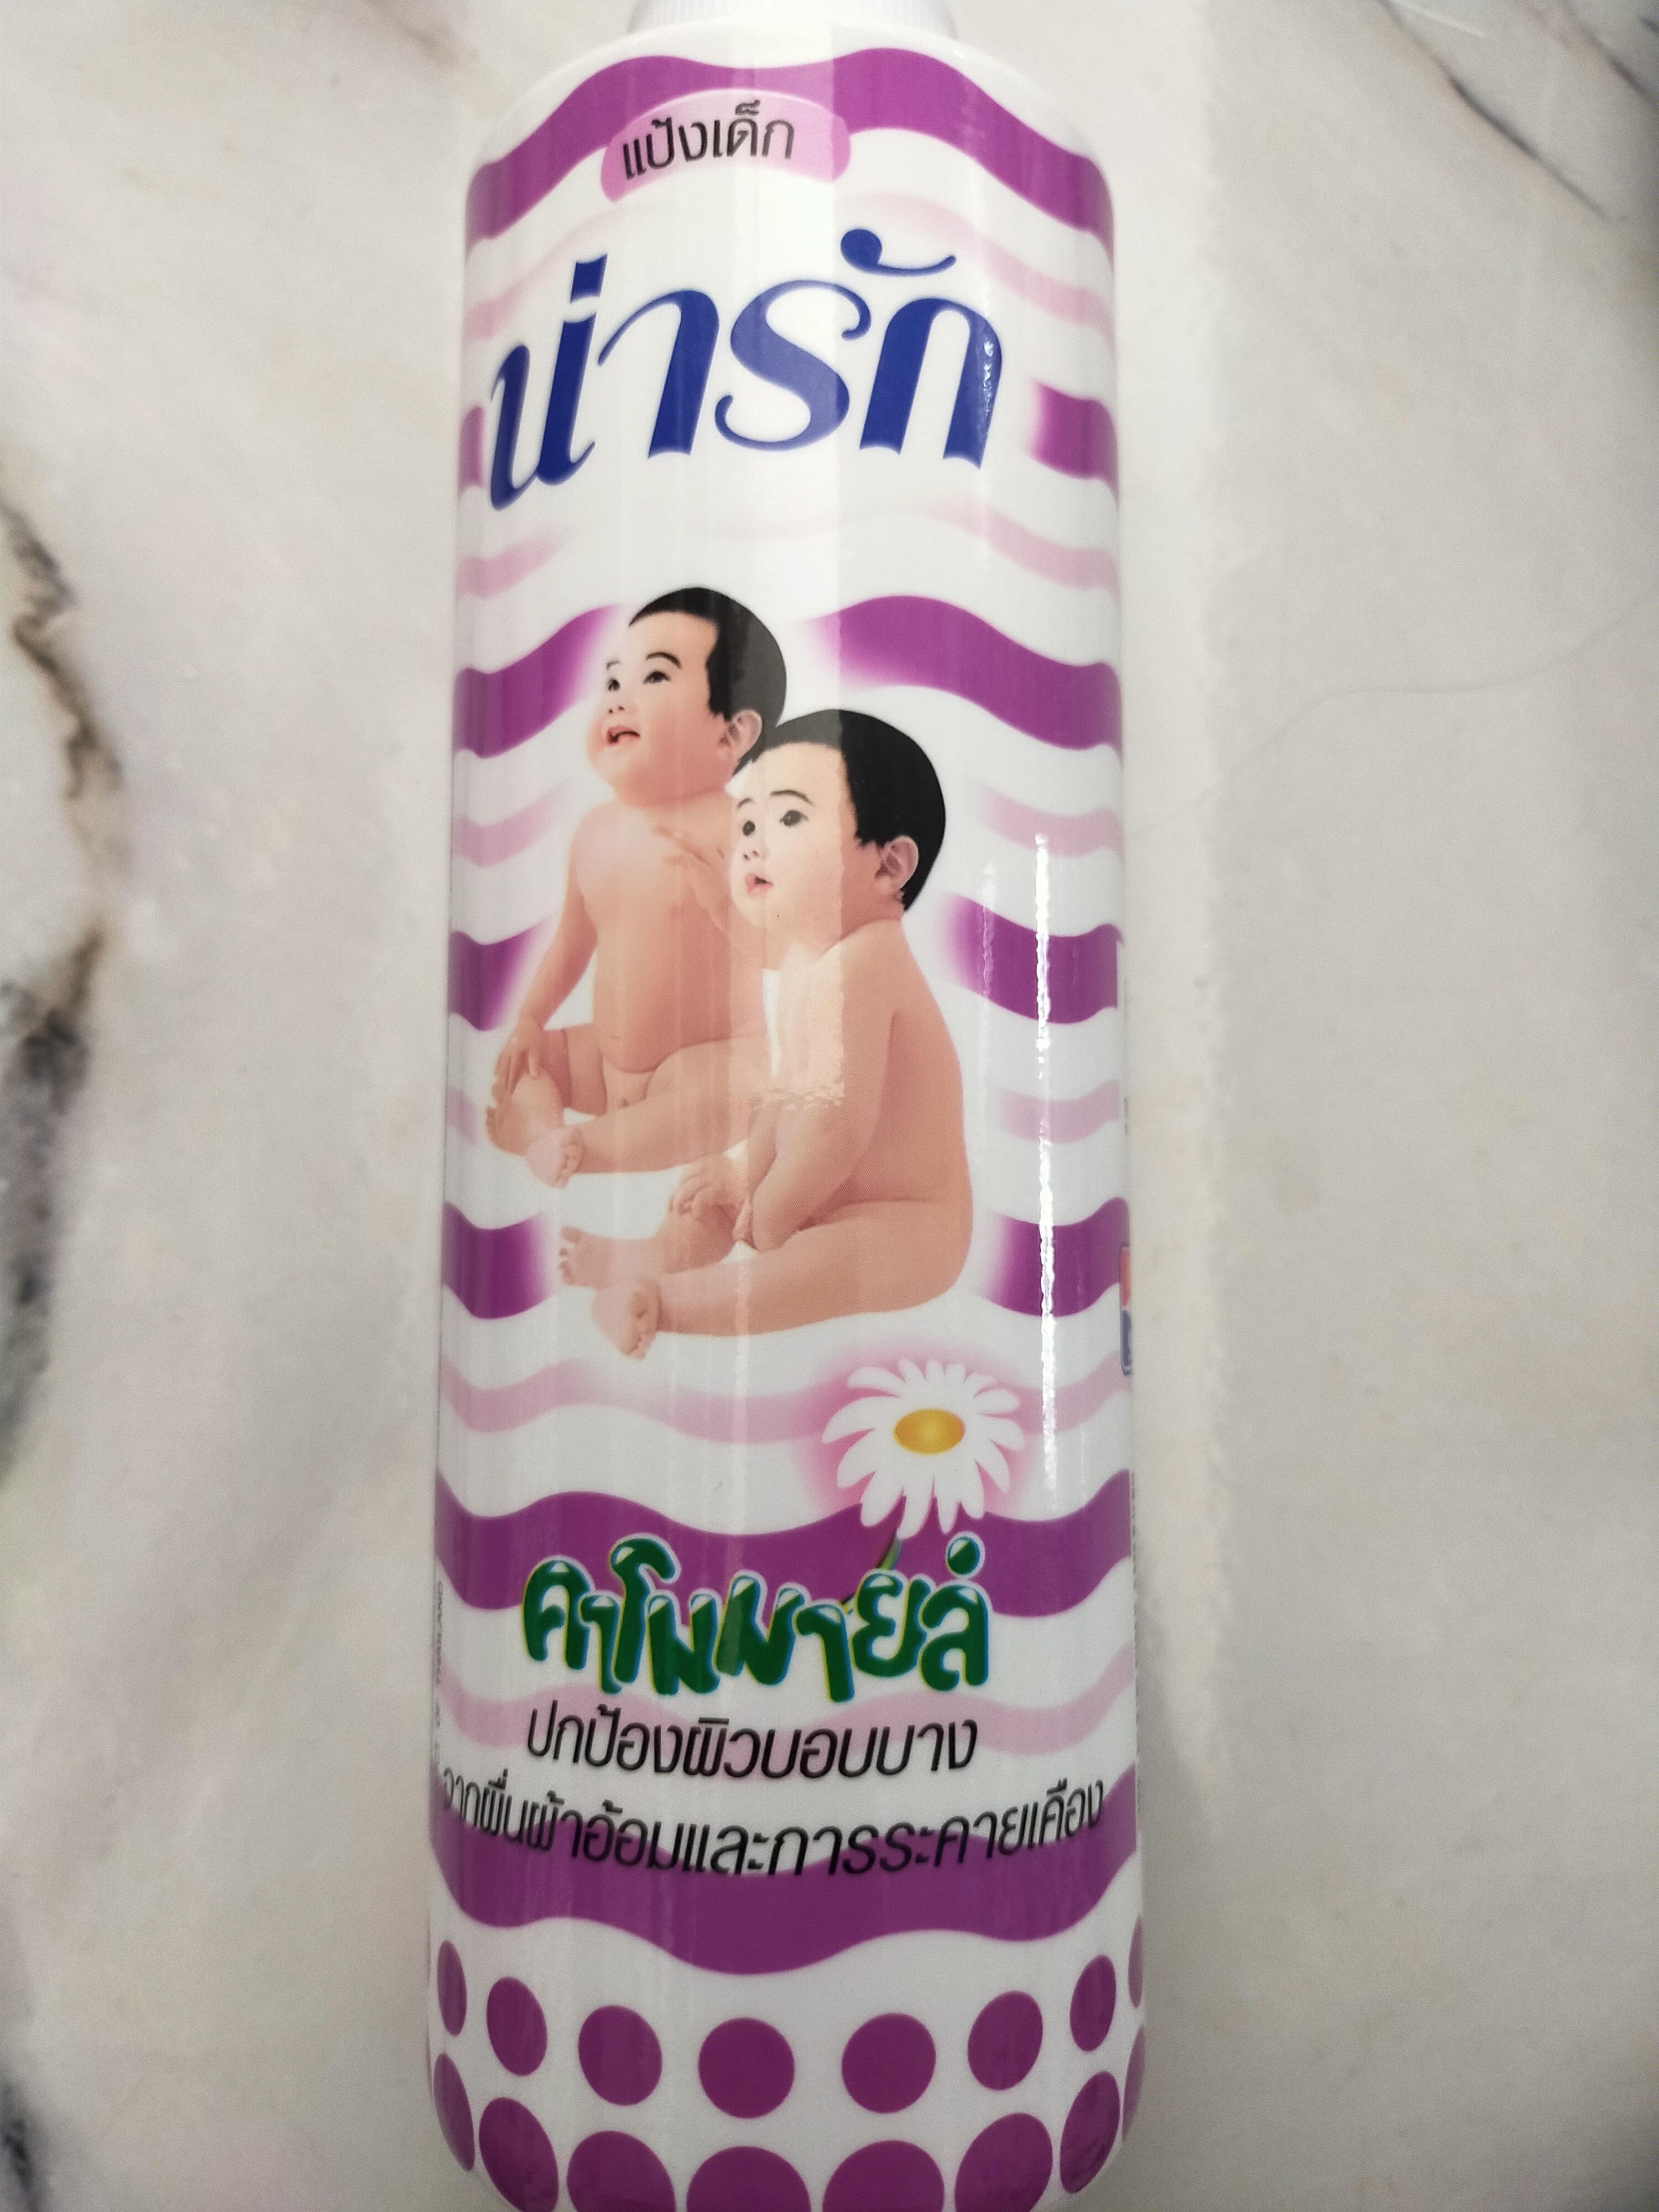 แป้งเด็ก
น่ารัก
คาโมมายล์
ปกป้องผิวบอบบาง
จากผื่นผ้าอ้อมและการระคายเคือง